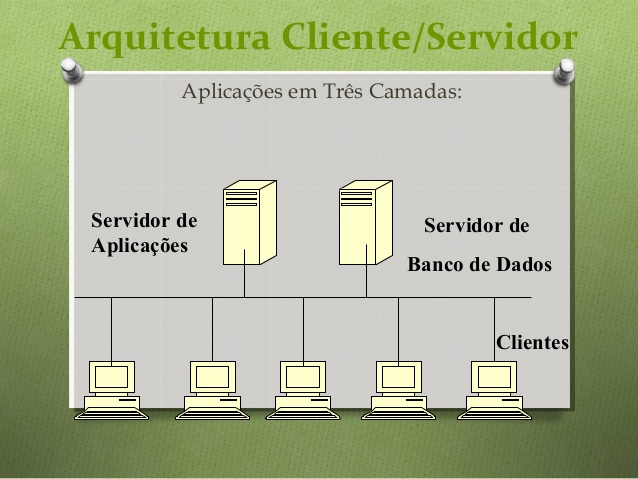 Arquitetura Cliente/Servidor
Aplicações em Três Camadas:
Servidor de
Aplicações
Servidor de
Banco de Dados
Clientes